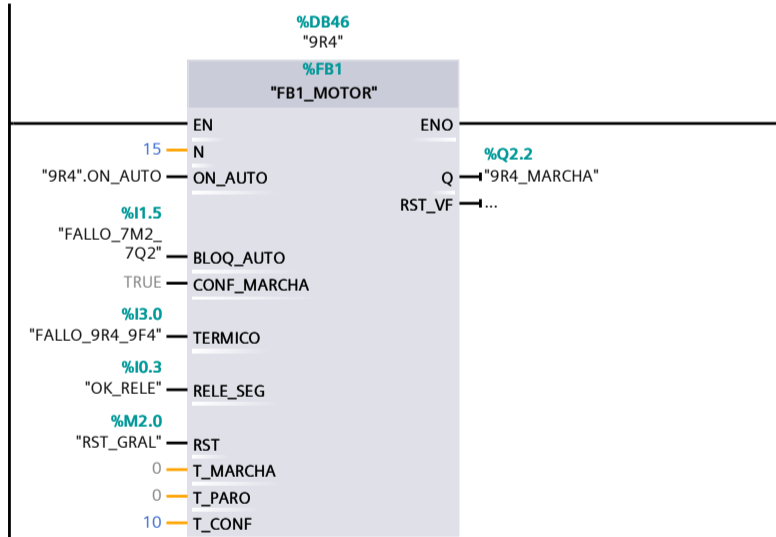 %DB46
"9R4"
%FB1
"FB1_MOTOR"
EN ENO
15 N
%Q2.2
"9R4".ON_AUTO ON_AUTO Q "9R4_MARCHA"
RST_VF ...
%I1.5
"FALLO_7M2_
7Q2" BLOQ_AUTO
TRUE CONF_MARCHA
%I3.0
"FALLO_9R4_9F4" TERMICO
%I0.3
"OK_RELE" RELE_SEG
%M2.0
"RST_GRAL" RST
0 T_MARCHA
0 T_PARO
10 T_CONF